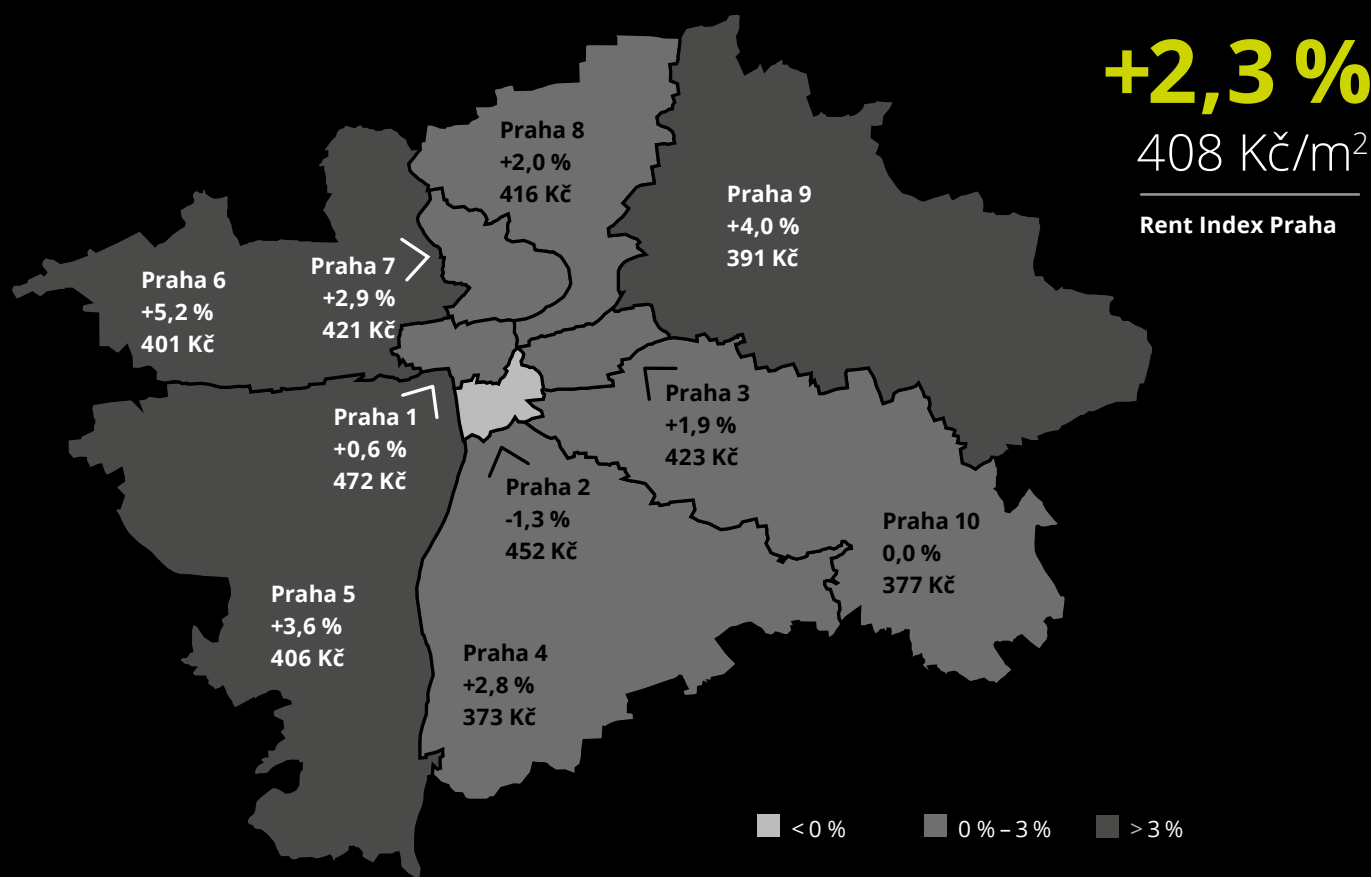 +2,3 %
408 Kč/m²
Rent Index Praha
Praha 8
+2,0 %
416 Kč
Praha 9
+4,0 %
391 Kč
Praha 7
+2,9 %
421 Kč
Praha 6
+5,2 %
401 Kč
Praha 3
+1,9 %
423 Kč
Praha 1
+0,6 %
472 Kč
Praha 2
-1,3 %
452 Kč
Praha 10
0,0 %
377 Kč
Praha 5
+3,6 %
406 Kč
Praha 4
+2,8 %
373 Kč
< 0 %
0 % – 3 %
> 3 %